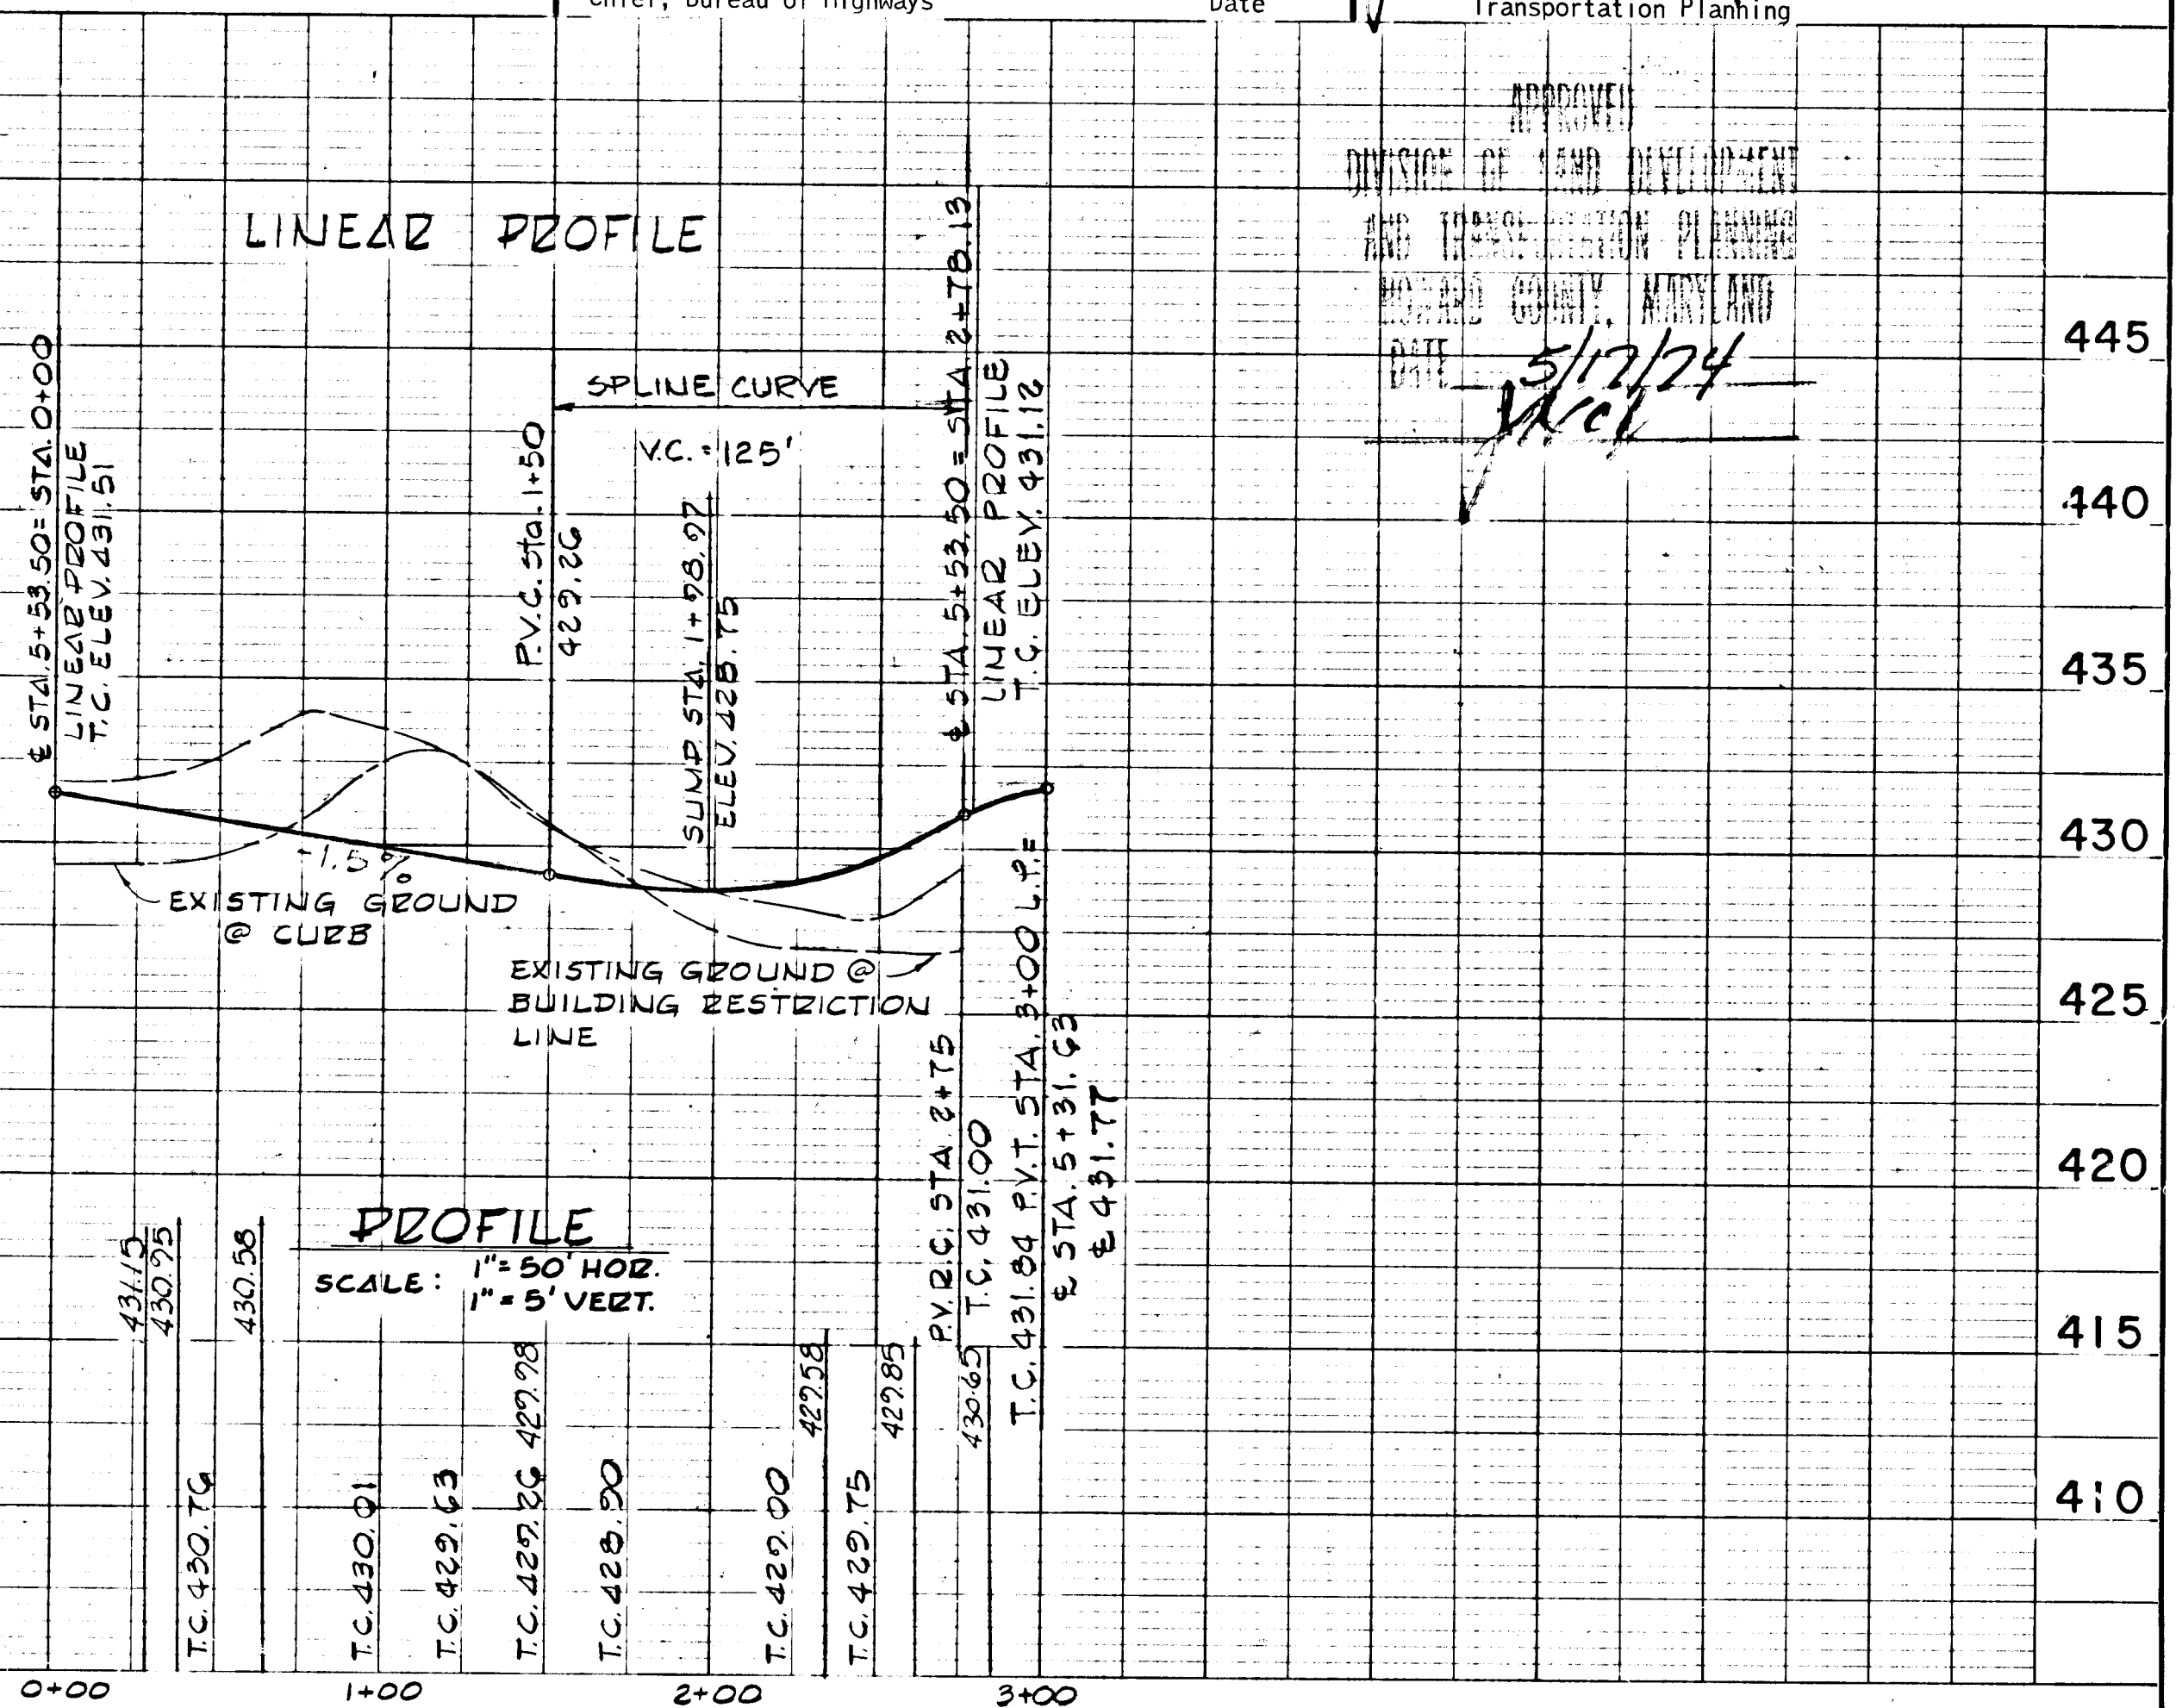 Chief, Bureau of Highways
Date
Transportation Planning
APPROVED
DIVISION OF LAND DEVELOPMENT
AND TRANSPORTATION PLANNING
HOWARD COUNTY, MARYLAND
DATE 5/17/74
LINEAR PROFILE
℄ STA. 5+53.50 = STA. 0+00
LINEAR PROFILE
T.C. ELEV. 431.51
SPLINE CURVE
V.C. = 125'
P.V.C. Sta. 1+50
429.26
SUMP STA. 1+98.97
ELEV. 428.75
℄ STA. 5+53.50 = STA 2+78.13
LINEAR PROFILE
T.C. ELEV. 431.12
445
440
435
430
425
420
415
410
-1.5%
EXISTING GROUND
@ CURB
EXISTING GROUND @
BUILDING RESTRICTION
LINE
P.V.R.C. STA. 2+75
T.C. 431.00
T.C. 431.84 P.V.T. STA. 3+00 L.P. =
℄ STA. 5+31.63
℄ 431.77
PROFILE
SCALE: 1"= 50' HOR.
1" = 5' VERT.
431.15
430.95
430.58
T.C. 430.76
T.C. 430.01
T.C. 429.63
T.C. 429.26 429.98
T.C. 428.90
T.C. 429.00
429.58
T.C. 429.75
429.85
430.65
0+00
1+00
2+00
3+00